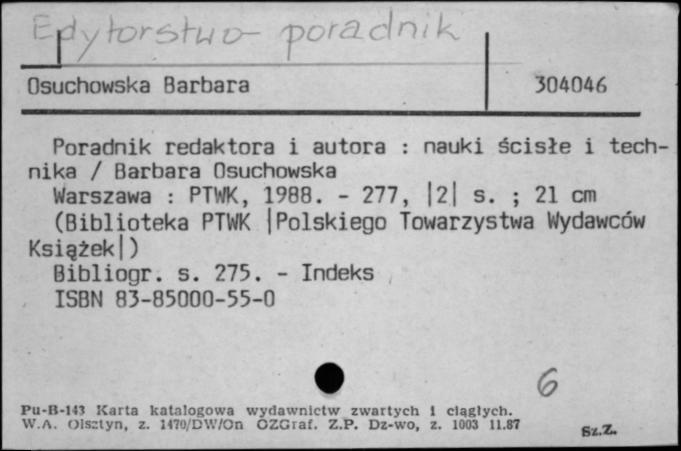 Edytorstwo - poradnik
Osuchowska Barbara 304046
Poradnik redaktora i autora : nauki ścisłe i tech-
nika / Barbara Osuchowska
Warszawa : PTWK, 1988. - 277, |2| s. ; 21 cm
(Biblioteka PTWK |Polskiego Towarzystwa Wydawców
Książek|)
Bibliogr. s. 275. - Indeks
ISBN 83-85000-55-0
6
Pu-B-143 Karta katalogowa wydawnictw zwartych i ciągłych.
W.A. Olsztyn, z. 1470/DW/On OZGraf. Z.P. Dz-wo, z. 1003 11.87
Sz.Z.